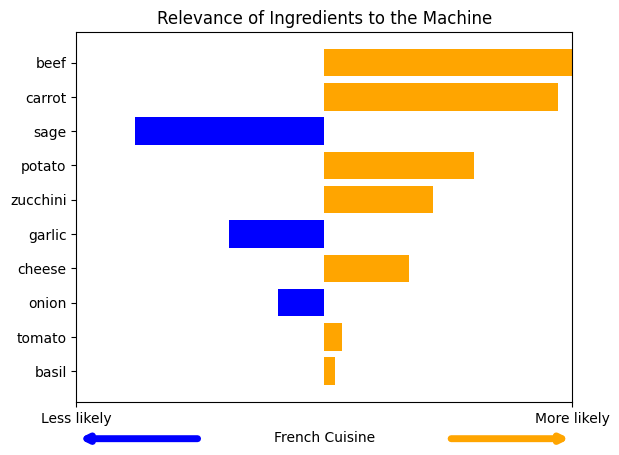 Relevance of Ingredients to the Machine
beef
carrot
sage
potato
zucchini
garlic
cheese
onion
tomato
basil
Less likely
More likely
French Cuisine